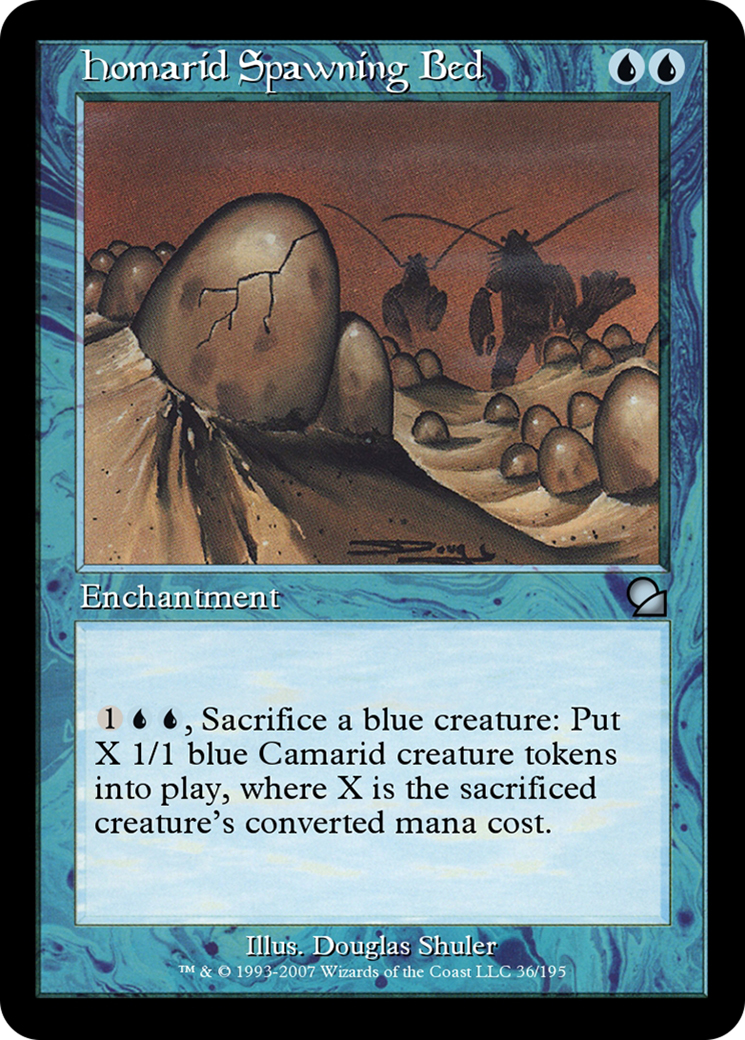 Homarid Spawning Bed
Enchantment
1 , Sacrifice a blue creature: Put
X 1/1 blue Camarid creature tokens
into play, where X is the sacrificed
creature's converted mana cost.
Illus. Douglas Shuler
™ & © 1993-2007 Wizards of the Coast LLC 36/195